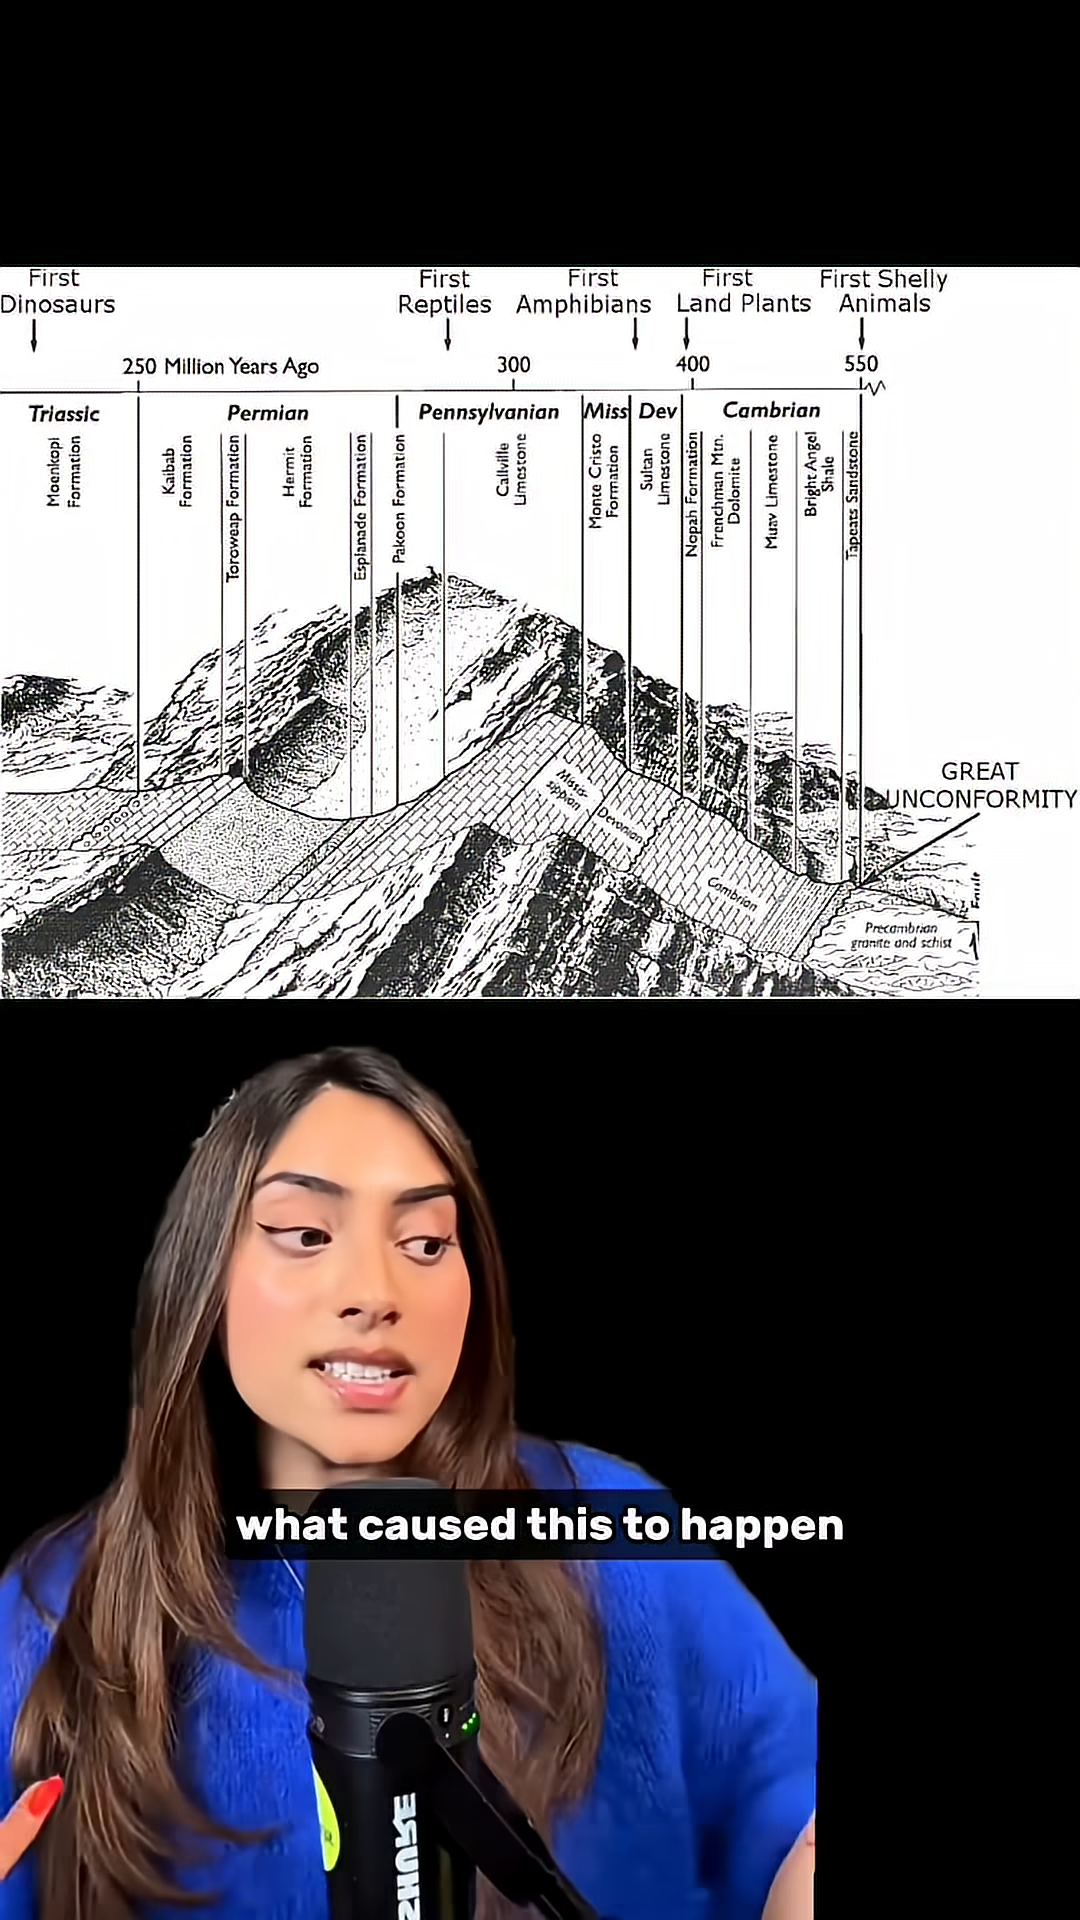 First
Dinosaurs
First
Reptiles
First
Amphibians
First
Land Plants
First Shelly
Animals
250 Million Years Ago
300
400
550
Triassic
Permian
Pennsylvanian
Miss
Dev
Cambrian
Moenkopi
Formation
Kaibab
Formation
Toroweap Formation
Hermit
Formation
Esplanade Formation
Pakoon Formation
Callville
Limestone
Monte Cristo
Formation
Sultan
Limestone
Nopah Formation
Frenchman Mtn.
Dolomite
Muav Limestone
Bright Angel
Shale
Tapeats Sandstone
GREAT
UNCONFORMITY
Missis-
sippian
Devonian
Cambrian
Precambrian
granite and schist
what caused this to happen
SHURE